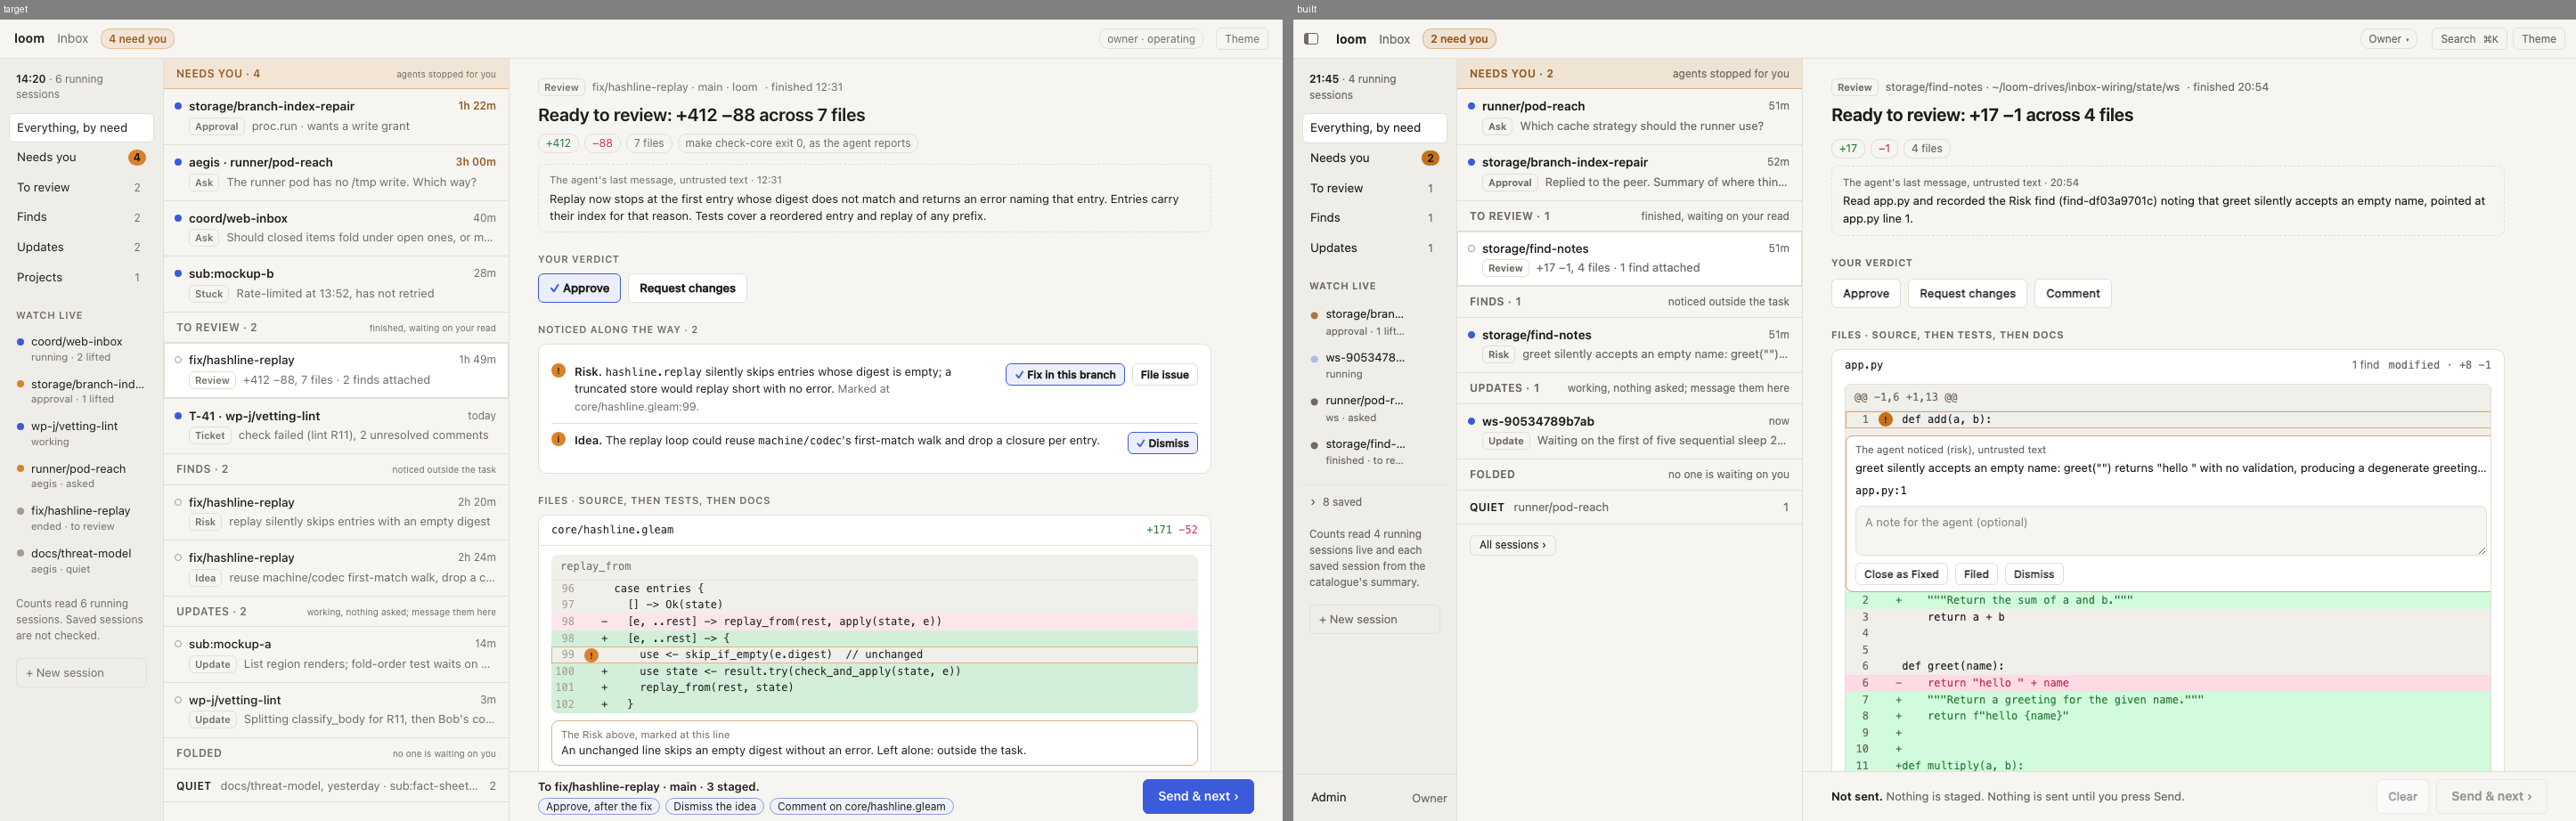 target
loom Inbox 4 need you
owner · operating Theme
14:20 · 6 running
sessions
Everything, by need
Needs you 4
To review 2
Finds 2
Updates 2
Projects 1
WATCH LIVE
coord/web-inbox
running · 2 lifted
storage/branch-ind...
approval · 1 lifted
wp-j/vetting-lint
working
runner/pod-reach
aegis · asked
fix/hashline-replay
ended · to review
docs/threat-model
aegis · quiet
Counts read 6 running
sessions. Saved sessions
are not checked.
+ New session
NEEDS YOU · 4 agents stopped for you
storage/branch-index-repair 1h 22m
Approval proc.run · wants a write grant
aegis · runner/pod-reach 3h 00m
Ask The runner pod has no /tmp write. Which way?
coord/web-inbox 40m
Ask Should closed items fold under open ones, or m...
sub:mockup-b 28m
Stuck Rate-limited at 13:52, has not retried
TO REVIEW · 2 finished, waiting on your read
fix/hashline-replay 1h 49m
Review +412 −88, 7 files · 2 finds attached
T-41 · wp-j/vetting-lint today
Ticket check failed (lint R11), 2 unresolved comments
FINDS · 2 noticed outside the task
fix/hashline-replay 2h 20m
Risk replay silently skips entries with an empty digest
fix/hashline-replay 2h 24m
Idea reuse machine/codec first-match walk, drop a c...
UPDATES · 2 working, nothing asked; message them here
sub:mockup-a 14m
Update List region renders; fold-order test waits on ...
wp-j/vetting-lint 3m
Update Splitting classify_body for R11, then Bob's co...
FOLDED no one is waiting on you
QUIET docs/threat-model, yesterday · sub:fact-sheet... 2
Review fix/hashline-replay · main · loom · finished 12:31
Ready to review: +412 −88 across 7 files
+412 −88 7 files make check-core exit 0, as the agent reports
The agent's last message, untrusted text · 12:31
Replay now stops at the first entry whose digest does not match and returns an error naming that entry. Entries carry
their index for that reason. Tests cover a reordered entry and replay of any prefix.
YOUR VERDICT
✓ Approve Request changes
NOTICED ALONG THE WAY · 2
! Risk. hashline.replay silently skips entries whose digest is empty; a
truncated store would replay short with no error. Marked at
core/hashline.gleam:99.
✓ Fix in this branch File issue
i Idea. The replay loop could reuse machine/codec's first-match walk and drop a closure per entry. ✓ Dismiss
FILES · SOURCE, THEN TESTS, THEN DOCS
core/hashline.gleam +171 −52
replay_from
96 case entries {
97 [] -> Ok(state)
98 − [e, ..rest] -> replay_from(rest, apply(state, e))
98 + [e, ..rest] -> {
99 ! use <- skip_if_empty(e.digest) // unchanged
100 + use state <- result.try(check_and_apply(state, e))
101 + replay_from(rest, state)
102 + }
The Risk above, marked at this line
An unchanged line skips an empty digest without an error. Left alone: outside the task.
To fix/hashline-replay · main · 3 staged.
Approve, after the fix Dismiss the idea Comment on core/hashline.gleam
Send & next ›
built
loom Inbox 2 need you
Owner Search ⌘K Theme
21:45 · 4 running
sessions
Everything, by need
Needs you 2
To review 1
Finds 1
Updates 1
WATCH LIVE
storage/bran...
approval · 1 lift...
ws-9053478...
running
runner/pod-r...
ws · asked
storage/find-...
finished · to re...
› 8 saved
Counts read 4 running
sessions live and each
saved session from the
catalogue's summary.
+ New session
Admin Owner
NEEDS YOU · 2 agents stopped for you
runner/pod-reach 51m
Ask Which cache strategy should the runner use?
storage/branch-index-repair 52m
Approval Replied to the peer. Summary of where thin...
TO REVIEW · 1 finished, waiting on your read
storage/find-notes 51m
Review +17 −1, 4 files · 1 find attached
FINDS · 1 noticed outside the task
storage/find-notes 51m
Risk greet silently accepts an empty name: greet("")...
UPDATES · 1 working, nothing asked; message them here
ws-90534789b7ab now
Update Waiting on the first of five sequential sleep 2...
FOLDED no one is waiting on you
QUIET runner/pod-reach 1
All sessions ›
Review storage/find-notes · ~/loom-drives/inbox-wiring/state/ws · finished 20:54
Ready to review: +17 −1 across 4 files
+17 −1 4 files
The agent's last message, untrusted text · 20:54
Read app.py and recorded the Risk find (find-df03a9701c) noting that greet silently accepts an empty name, pointed at
app.py line 1.
YOUR VERDICT
Approve Request changes Comment
FILES · SOURCE, THEN TESTS, THEN DOCS
app.py 1 find modified · +8 −1
@@ −1,6 +1,13 @@
1 ! def add(a, b):
The agent noticed (risk), untrusted text
greet silently accepts an empty name: greet("") returns "hello " with no validation, producing a degenerate greeting...
app.py:1
A note for the agent (optional)
Close as Fixed Filed Dismiss
2 + """Return the sum of a and b."""
3 return a + b
4
5
6 def greet(name):
6 − return "hello " + name
7 + """Return a greeting for the given name."""
8 + return f"hello {name}"
9 +
10 +
11 +def multiply(a, b):
Not sent. Nothing is staged. Nothing is sent until you press Send.
Clear Send & next ›